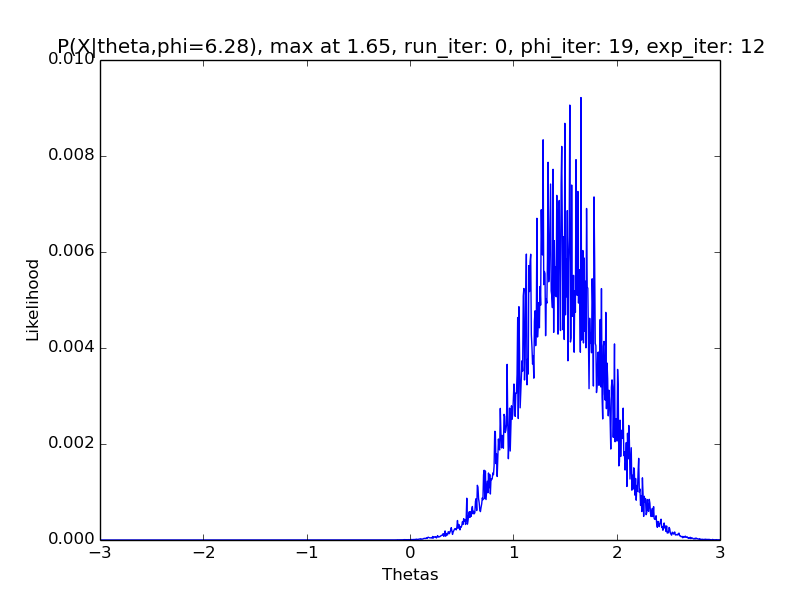 P(X|theta,phi=6.28), max at 1.65, run_iter: 0, phi_iter: 19, exp_iter: 12
0.010
0.008
0.006
0.004
0.002
0.000
Likelihood
−3 −2 −1 0 1 2 3
Thetas